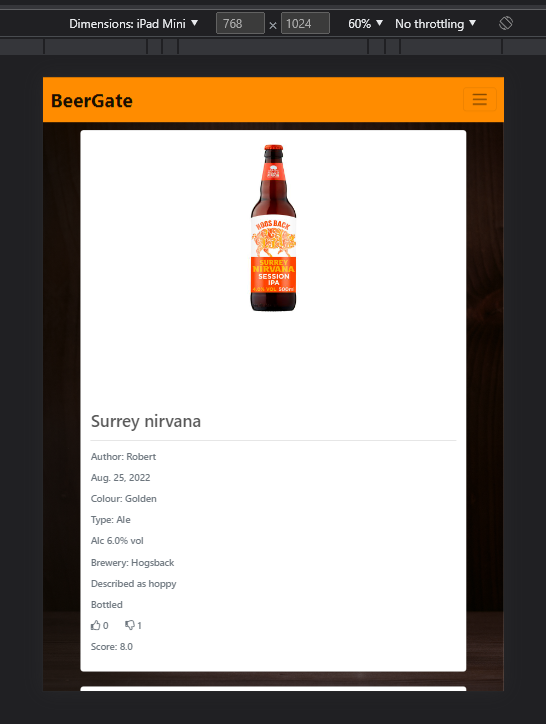 Dimensions: iPad Mini ▼ 768 × 1024 60% ▼ No throttling ▼
BeerGate
HOGS BACK
SURREY
NIRVANA
SESSION
IPA
Surrey nirvana
Author: Robert
Aug. 25, 2022
Colour: Golden
Type: Ale
Alc 6.0% vol
Brewery: Hogsback
Described as hoppy
Bottled
0 1
Score: 8.0